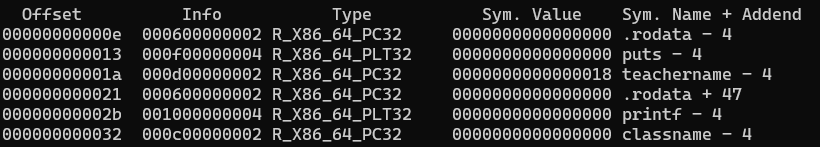 Offset Info Type Sym. Value Sym. Name + Addend
00000000000e 000600000002 R_X86_64_PC32 0000000000000000 .rodata - 4
000000000013 000f00000004 R_X86_64_PLT32 0000000000000000 puts - 4
00000000001a 000d00000002 R_X86_64_PC32 0000000000000018 teachername - 4
000000000021 000600000002 R_X86_64_PC32 0000000000000000 .rodata + 47
00000000002b 001000000004 R_X86_64_PLT32 0000000000000000 printf - 4
000000000032 000c00000002 R_X86_64_PC32 0000000000000000 classname - 4